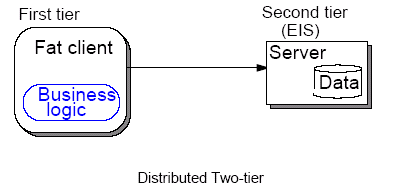 First tier
Second tier
(EIS)
Fat client
Server
Business
logic
Data
Distributed Two-tier